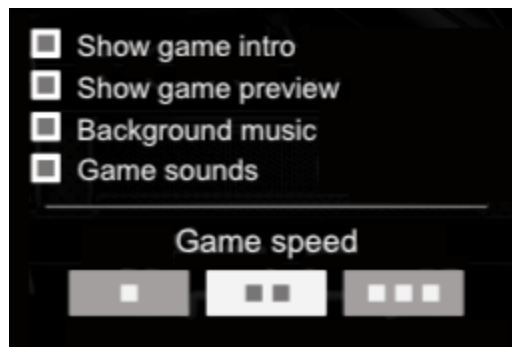 Show game intro
Show game preview
Background music
Game sounds
Game speed